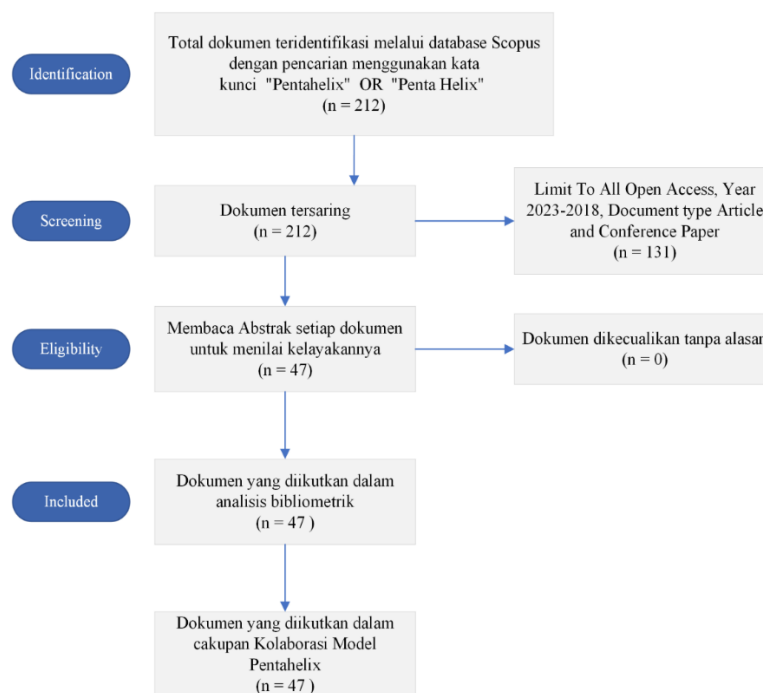 Identification
Total dokumen teridentifikasi melalui database Scopus
dengan pencarian menggunakan kata
kunci "Pentahelix" OR "Penta Helix"
(n = 212)
Screening
Dokumen tersaring
(n = 212)
Limit To All Open Access, Year
2023-2018, Document type Article
and Conference Paper
(n = 131)
Eligibility
Membaca Abstrak setiap dokumen
untuk menilai kelayakannya
(n = 47)
Dokumen dikecualikan tanpa alasan
(n = 0)
Included
Dokumen yang diikutkan dalam
analisis bibliometrik
(n = 47 )
Dokumen yang diikutkan dalam
cakupan Kolaborasi Model
Pentahelix
(n = 47 )